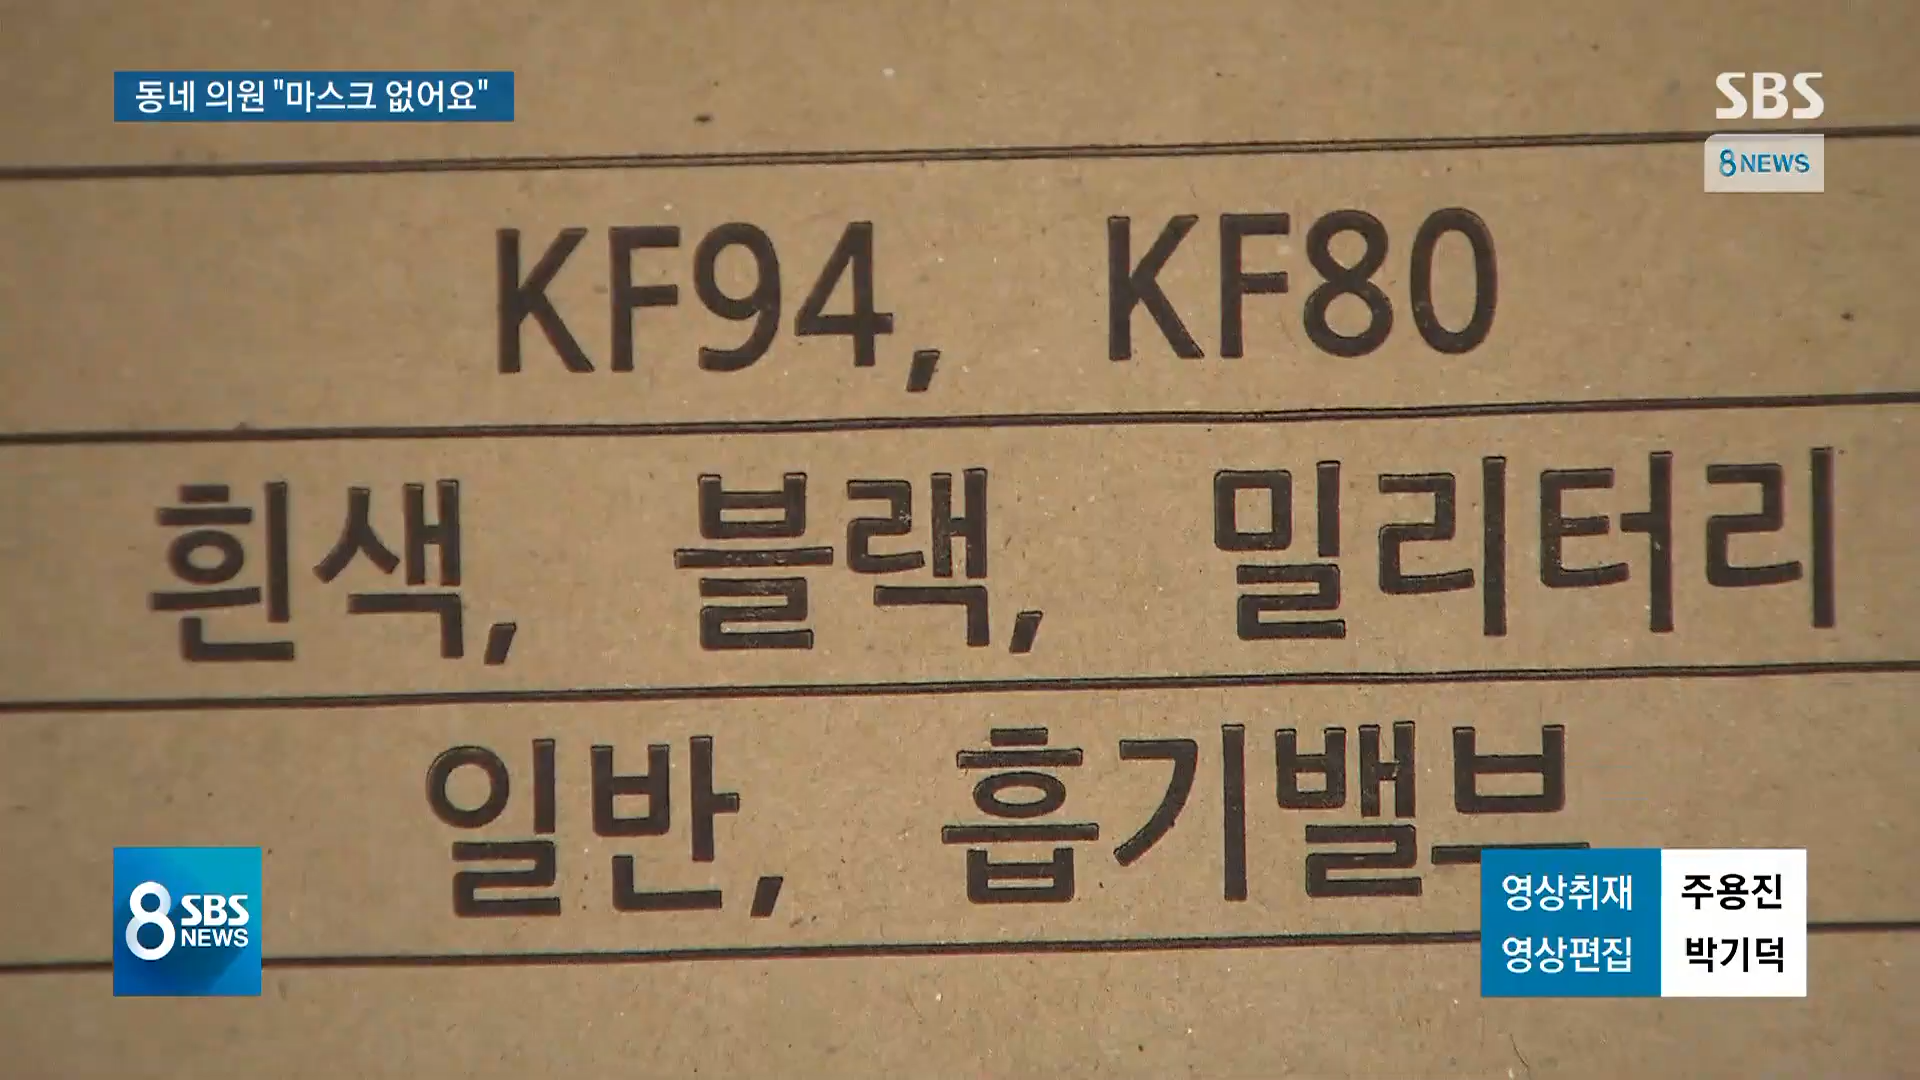 동네 의원 "마스크 없어요"
SBS
8 NEWS
KF94, KF80
흰색, 블랙, 밀리터리
일반, 흡기밸브
8 SBS NEWS
영상취재 주용진
영상편집 박기덕